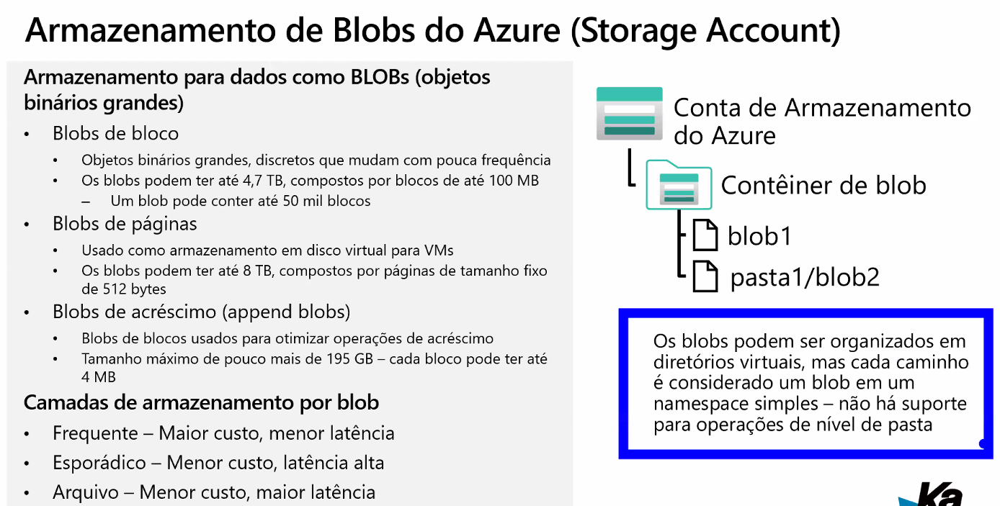 Armazenamento de Blobs do Azure (Storage Account)
Armazenamento para dados como BLOBs (objetos
binários grandes)
• Blobs de bloco
• Objetos binários grandes, discretos que mudam com pouca frequência
• Os blobs podem ter até 4,7 TB, compostos por blocos de até 100 MB
– Um blob pode conter até 50 mil blocos
• Blobs de páginas
• Usado como armazenamento em disco virtual para VMs
• Os blobs podem ter até 8 TB, compostos por páginas de tamanho fixo
de 512 bytes
• Blobs de acréscimo (append blobs)
• Blobs de blocos usados para otimizar operações de acréscimo
• Tamanho máximo de pouco mais de 195 GB – cada bloco pode ter até
4 MB
Camadas de armazenamento por blob
• Frequente – Maior custo, menor latência
• Esporádico – Menor custo, latência alta
• Arquivo – Menor custo, maior latência
Conta de Armazenamento
do Azure
Contêiner de blob
blob1
pasta1/blob2
Os blobs podem ser organizados em
diretórios virtuais, mas cada caminho
é considerado um blob em um
namespace simples – não há suporte
para operações de nível de pasta
Ka